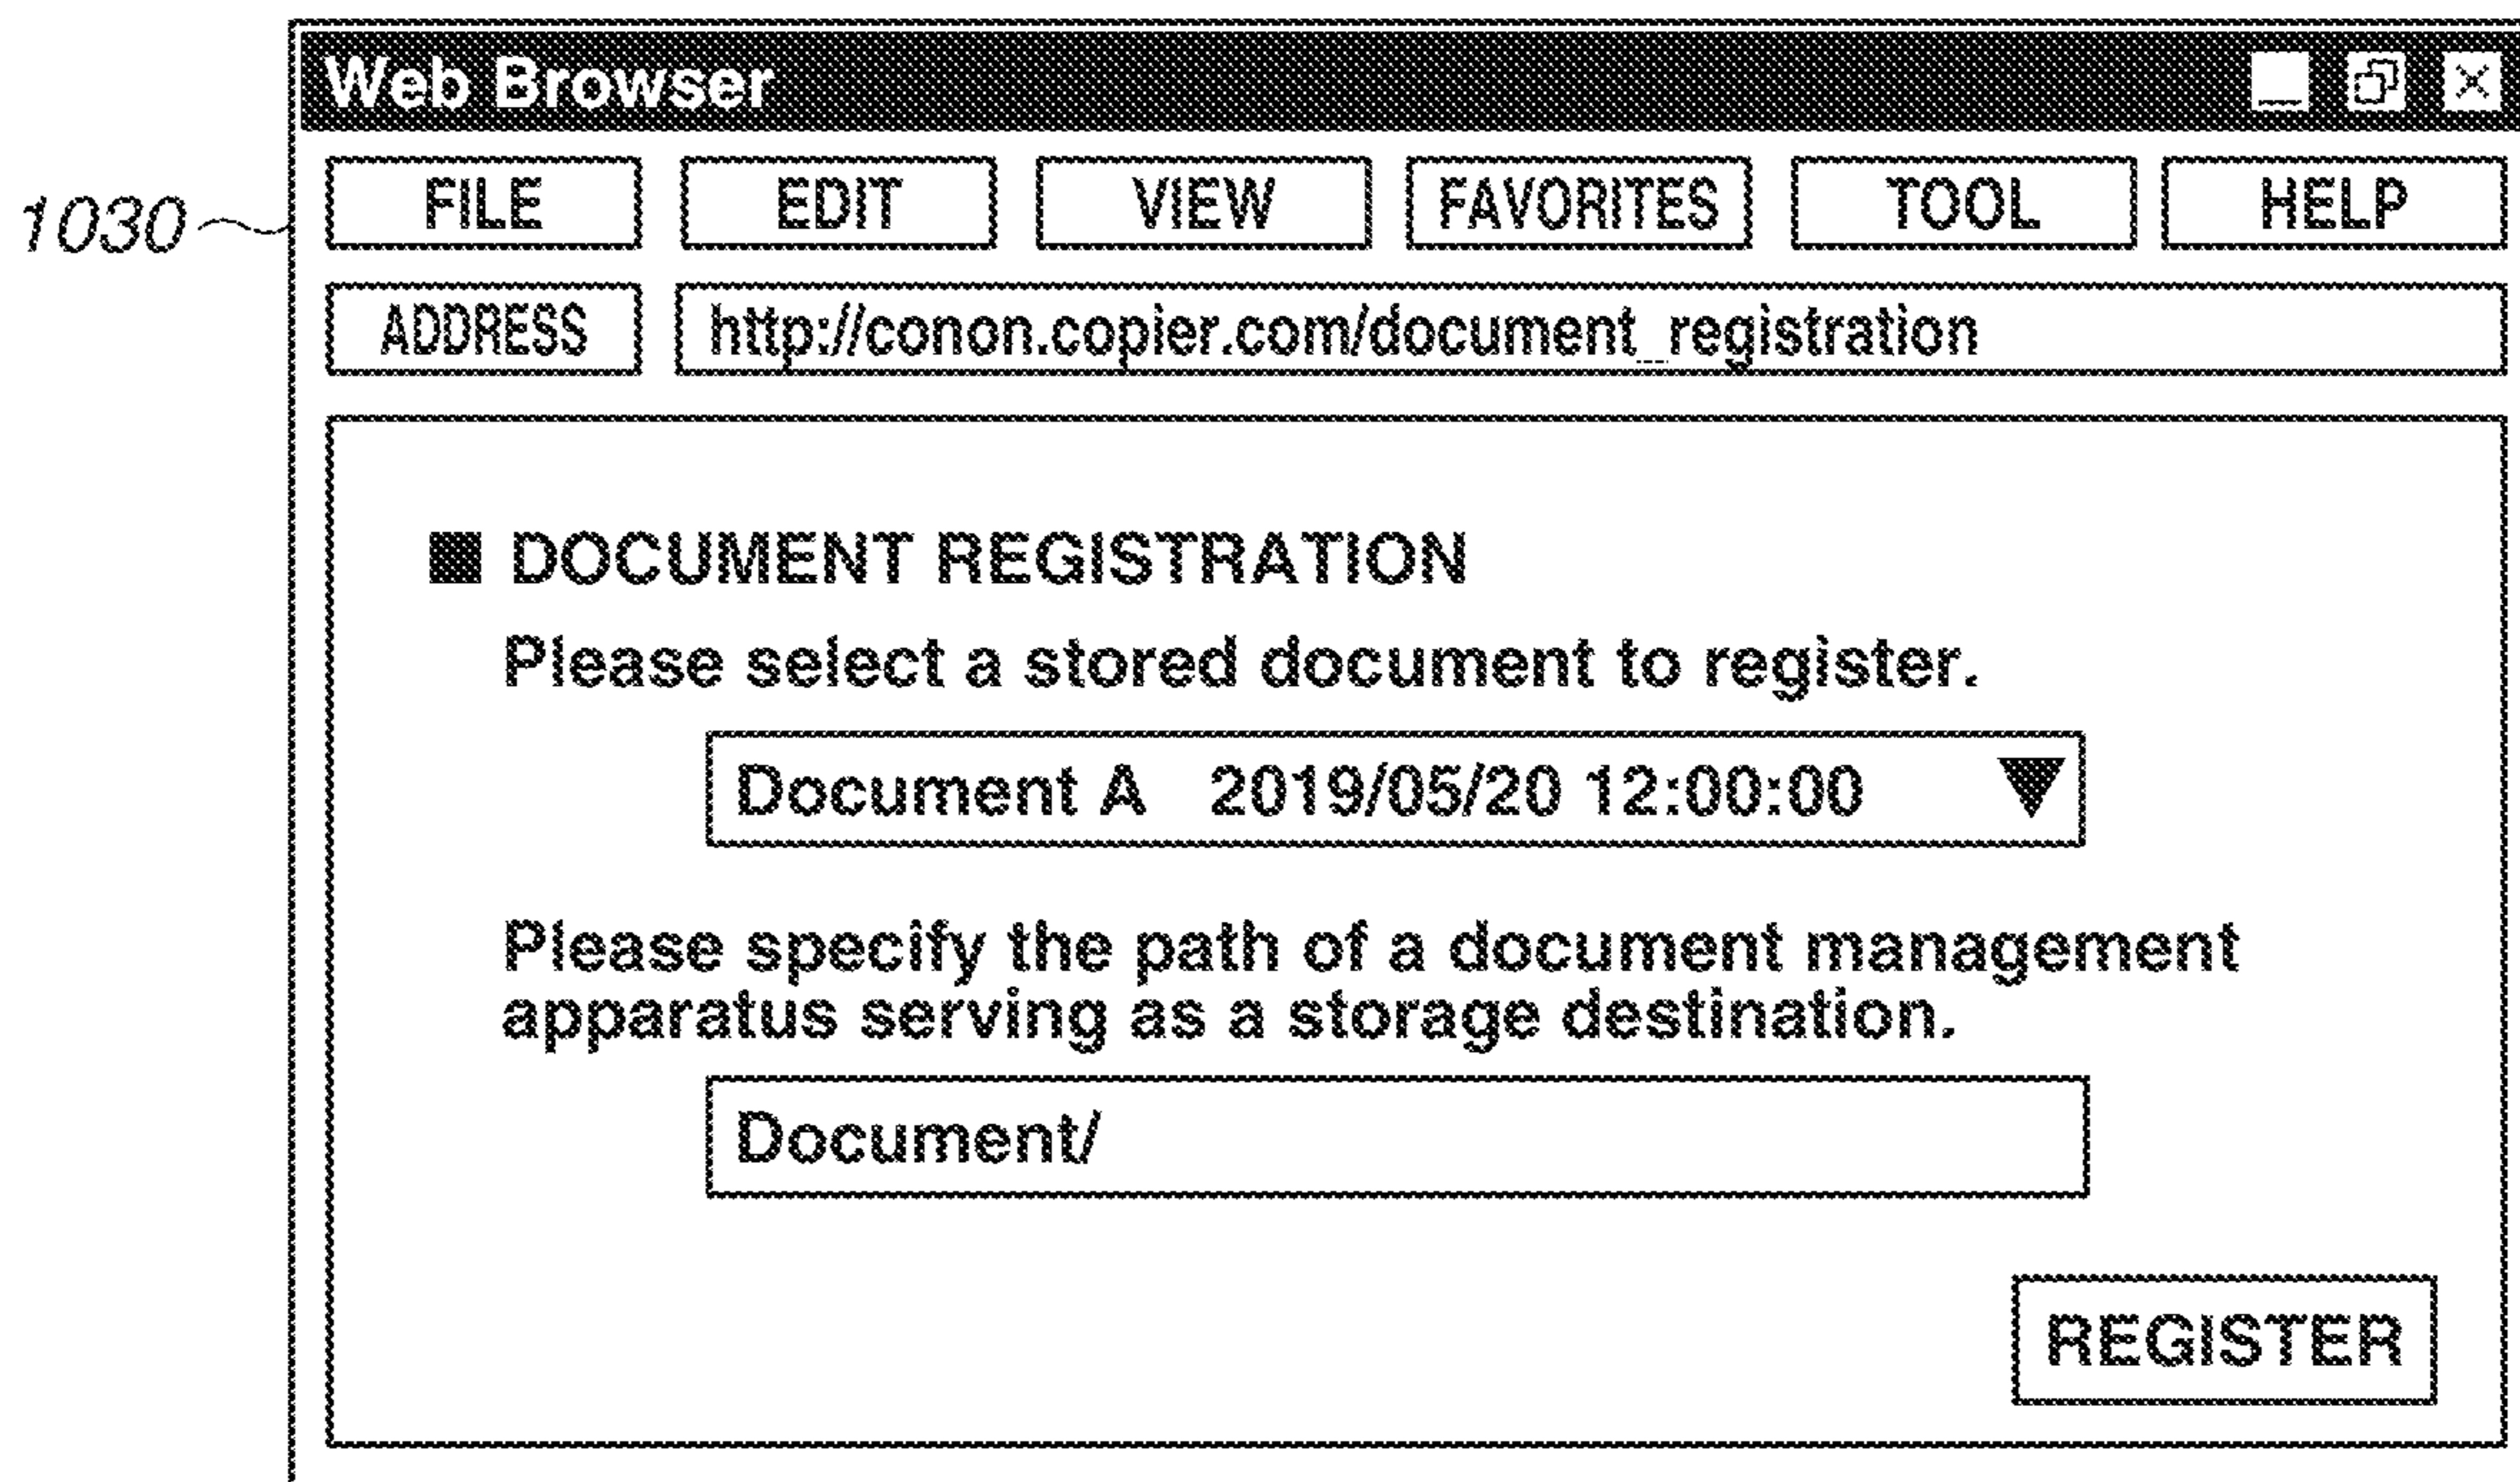 Web Browser
1030
FILE EDIT VIEW FAVORITES TOOL HELP
ADDRESS http://conon.copier.com/document_registration
■ DOCUMENT REGISTRATION
Please select a stored document to register.
Document A 2019/05/20 12:00:00 ▼
Please specify the path of a document management
apparatus serving as a storage destination.
Document/
REGISTER